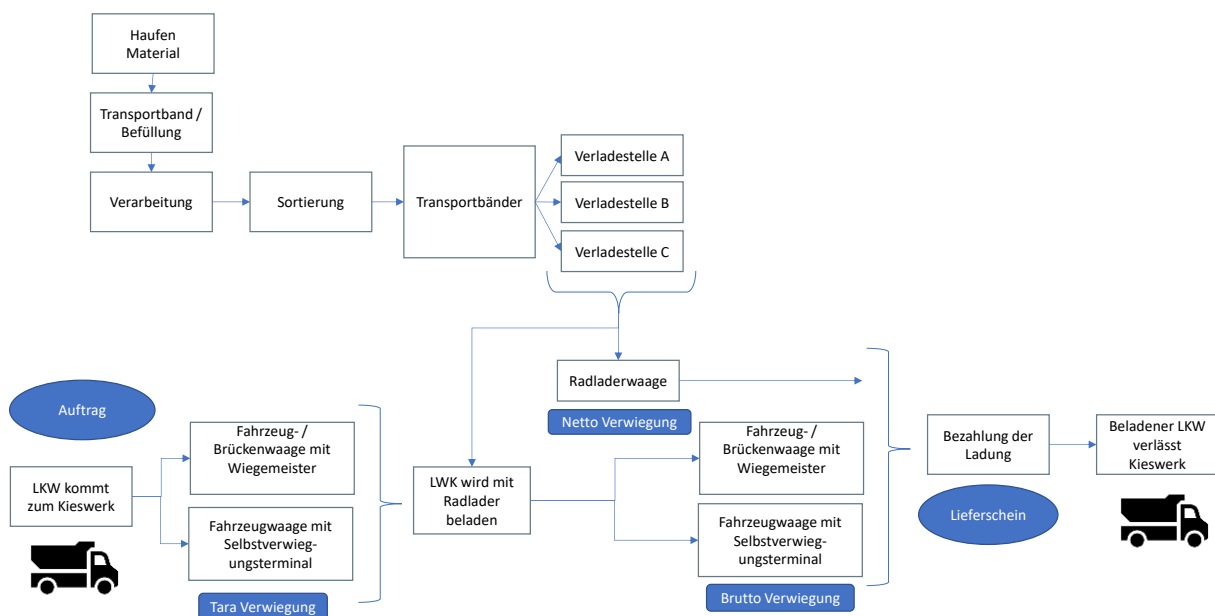 Haufen
Material
Transportband /
Befüllung
Verarbeitung
Sortierung
Transportbänder
Verladestelle A
Verladestelle B
Verladestelle C
Radladerwaage
Netto Verwiegung
Auftrag
LKW kommt
zum Kieswerk
Fahrzeug- /
Brückenwaage mit
Wiegemeister
Fahrzeugwaage mit
Selbstverwieg-
ungsterminal
Tara Verwiegung
LWK wird mit
Radlader
beladen
Fahrzeug- /
Brückenwaage mit
Wiegemeister
Fahrzeugwaage mit
Selbstverwieg-
ungsterminal
Brutto Verwiegung
Bezahlung der
Ladung
Lieferschein
Beladener LKW
verlässt
Kieswerk